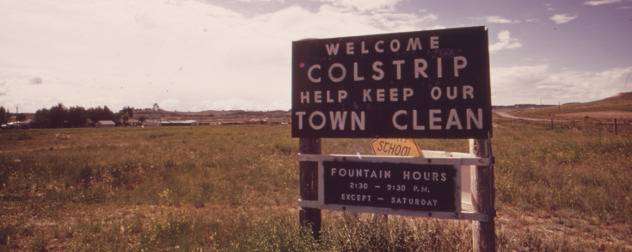 WELCOME
COLSTRIP
HELP KEEP OUR
TOWN CLEAN
SCHOOL
FOUNTAIN HOURS
2:30 – 9:30 P.M.
EXCEPT – SATURDAY